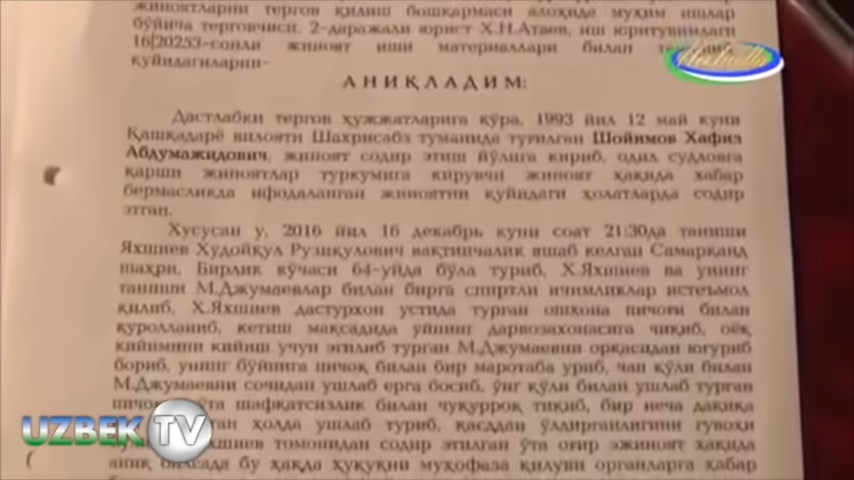 жиноятларни тергов қилиш бошқармаси алоҳида муҳим ишлар
бўйича терговчиси, 2-даражали юрист Х.Н.Атаев, иш юритувимдаги
16/20253-сонли жиноят иши материаллари билан
қуйидагиларни-
АНИҚЛАДИМ:
Дастлабки тергов ҳужжатларига кўра, 1993 йил 12 май куни
Қашқадарё вилояти Шахрисабз туманида туғилган Шойимов Хафиз
Абдумажидович, жиноят содир этиш йўлига кириб, одил судловга
қарши жиноятлар туркумига кирувчи жиноят ҳақида хабар
бермасликда ифодаланган жиноятни қуйидаги ҳолатларда содир
этган.
Хусусан у, 2016 йил 16 декабрь куни соат 21:30да таниши
Яхшиев Худойқул Рузиқулович вақтинчалик яшаб келган Самарқанд
шаҳри, Бирлик кўчаси 64-уйда бўла туриб, Х.Яхшиев ва унинг
таниши М.Джумаевлар билан бирга спиртли ичимликлар истеъмол
қилиб, Х.Яхшиев дастурхон устида турган ошхона пичоғи билан
қуролланиб, кетиш мақсадида уйнинг дарвозахонасига чиқиб, оёқ
кийимини кийиш учун эгилиб турган М.Джумаевни орқасидан югуриб
бориб, унинг бўйнига пичоқ билан бир маротаба уриб, чап қўли билан
М.Джумаевни сочидан ушлаб ерга босиб, ўнг қўли билан ушлаб турган
ўта шафқатсизлик билан чуқурроқ тиқиб, бир неча дақиқа
ҳолда ушлаб туриб, қасддан ўлдирганлигини гувоҳи
томонидан содир этилган ўта оғир жиноят ҳақида
аниқ билсада бу ҳақда ҳуқуқни муҳофаза қилувчи органларга хабар
UZBEK TV